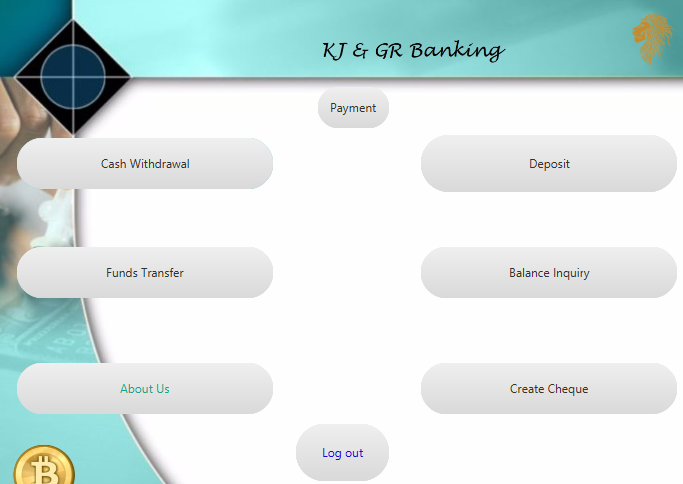 KJ & GR Banking
Payment
Cash Withdrawal
Deposit
Funds Transfer
Balance Inquiry
About Us
Create Cheque
Log out